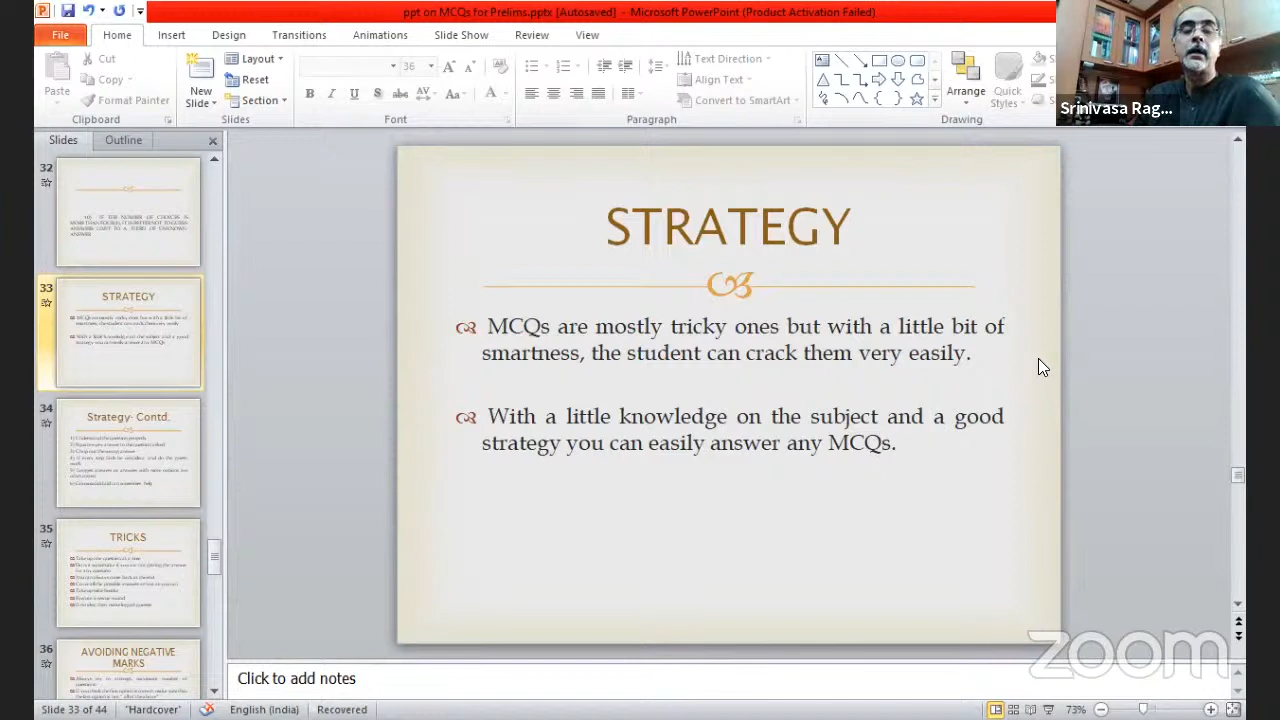 ppt on MCQs for Prelims.pptx [Autosaved] – Microsoft PowerPoint (Product Activation Failed)
File Home Insert Design Transitions Animations Slide Show Review View
Paste
Cut
Copy
Format Painter
Clipboard
New Slide
Layout
Reset
Section
Slides
36
B I U S abc AV Aa A
Font
Text Direction
Align Text
Convert to SmartArt
Paragraph
Arrange
Quick Styles
Drawing
Srinivasa Rag...
Slides Outline
32
33
STRATEGY
34
Strategy- Contd.
35
TRICKS
36
AVOIDING NEGATIVE
MARKS
STRATEGY
MCQs are mostly tricky ones but with a little bit of
smartness, the student can crack them very easily.
With a little knowledge on the subject and a good
strategy you can easily answer any MCQs.
zoom
Click to add notes
Slide 33 of 44 "Hardcover" English (India) Recovered 73%